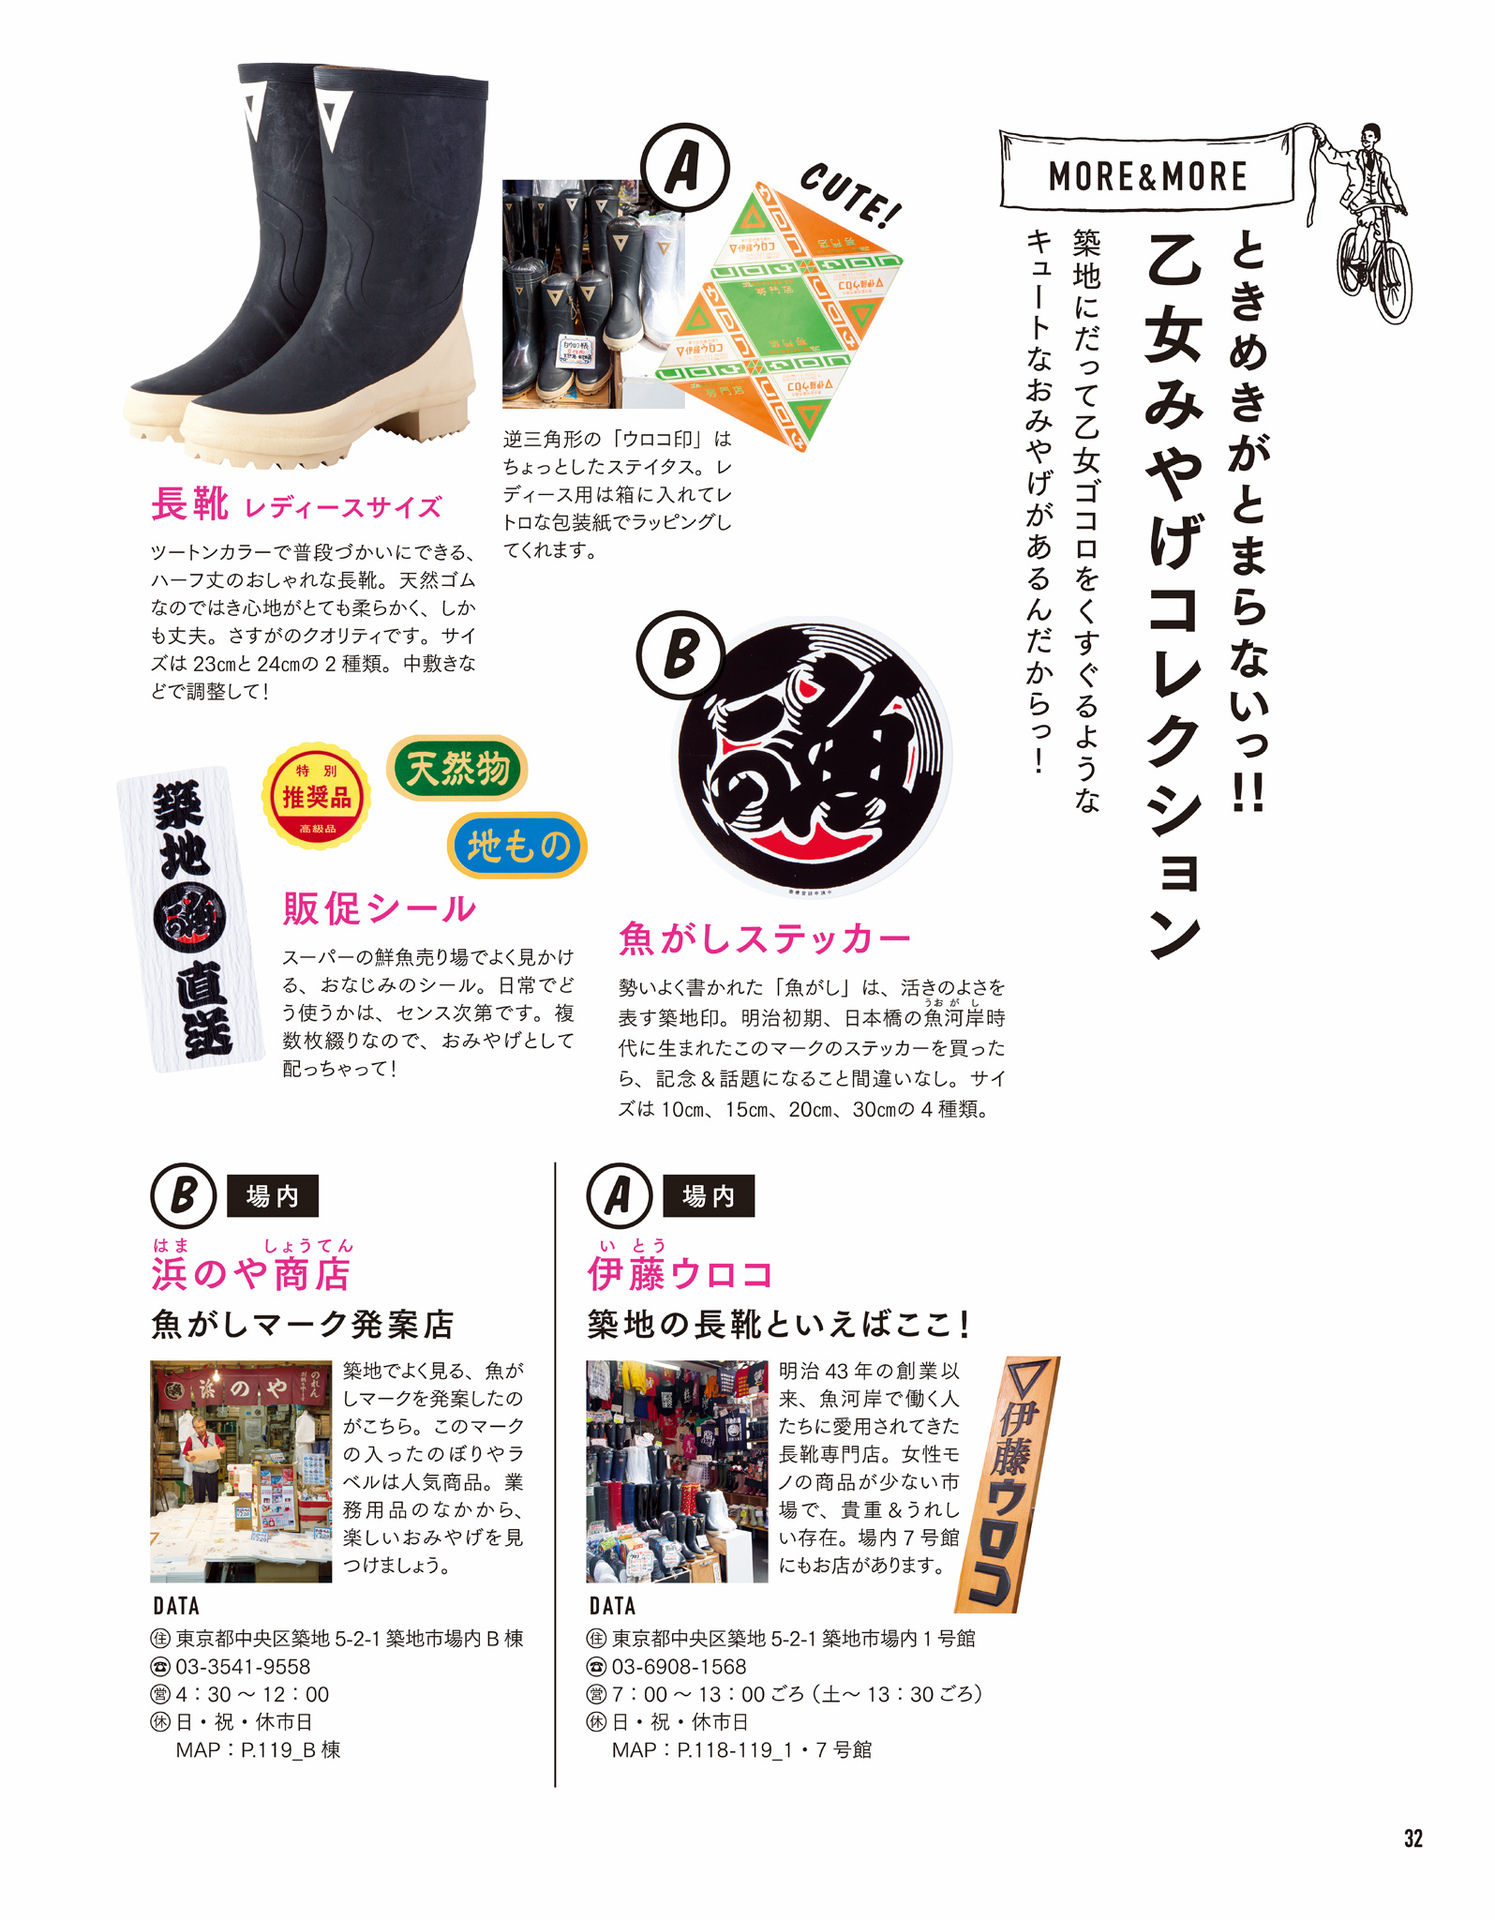 MORE&MORE
ときめきがとまらないっ!!
乙女みやげコレクション
築地にだって乙女ゴコロをくすぐるような
キュートなおみやげがあるんだからっ！
A
CUTE!
▽伊藤ウロコ
専門店
逆三角形の「ウロコ印」は
ちょっとしたステイタス。レ
ディース用は箱に入れてレ
トロな包装紙でラッピングし
てくれます。
長靴 レディースサイズ
ツートンカラーで普段づかいにできる、
ハーフ丈のおしゃれな長靴。天然ゴム
なのではき心地がとても柔らかく、しか
も丈夫。さすがのクオリティです。サイ
ズは 23㎝と 24㎝の 2 種類。中敷きな
どで調整して！
B
魚がしステッカー
勢いよく書かれた「魚がし」は、活きのよさを
うおがし
表す築地印。明治初期、日本橋の魚河岸時
代に生まれたこのマークのステッカーを買った
ら、記念＆話題になること間違いなし。サイ
ズは 10㎝、15㎝、20㎝、30㎝の 4 種類。
築地
直送
特別
推奨品
高級品
天然物
地もの
販促シール
スーパーの鮮魚売り場でよく見かけ
る、おなじみのシール。日常でど
う使うかは、センス次第です。複
数枚綴りなので、おみやげとして
配っちゃって！
A 場内
いとう
伊藤ウロコ
築地の長靴といえばここ！
明治 43 年の創業以
来、魚河岸で働く人
たちに愛用されてきた
長靴専門店。女性モ
ノの商品が少ない市
場で、貴重＆うれし
い存在。場内 7 号館
にもお店があります。
▽伊藤ウロコ
DATA
住 東京都中央区築地 5-2-1 築地市場内 1 号館
☎ 03-6908-1568
営 7：00 ～ 13：00 ごろ（土～ 13：30 ごろ）
休 日・祝・休市日
MAP：P.118-119_1・7 号館
B 場内
はま しょうてん
浜のや商店
魚がしマーク発案店
浜のや
のれん
築地でよく見る、魚が
しマークを発案したの
がこちら。このマーク
の入ったのぼりやラ
ベルは人気商品。業
務用品のなかから、
楽しいおみやげを見
つけましょう。
DATA
住 東京都中央区築地 5-2-1 築地市場内 B 棟
☎ 03-3541-9558
営 4：30 ～ 12：00
休 日・祝・休市日
MAP：P.119_B 棟
32